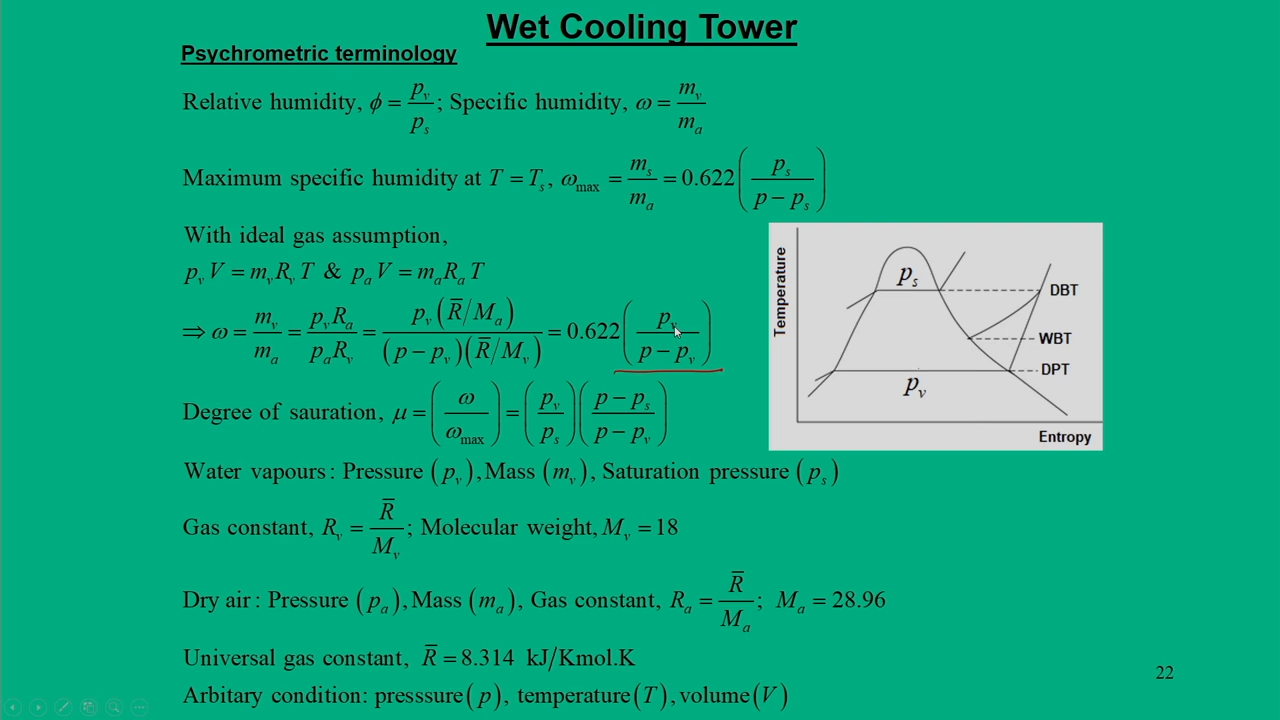 Wet Cooling Tower
Psychrometric terminology
Relative humidity, ϕ = p_v / p_s ; Specific humidity, ω = m_v / m_a
Maximum specific humidity at T = T_s, ω_max = m_s / m_a = 0.622 ( p_s / (p − p_s) )
With ideal gas assumption,
p_v V = m_v R_v T & p_a V = m_a R_a T
⇒ ω = m_v / m_a = p_v R_a / p_a R_v = p_v (R̄/M_a) / (p − p_v)(R̄/M_v) = 0.622 ( p_v / (p − p_v) )
Degree of sauration, μ = ( ω / ω_max ) = ( p_v / p_s ) ( (p − p_s) / (p − p_v) )
Water vapours : Pressure (p_v), Mass (m_v), Saturation pressure (p_s)
Gas constant, R_v = R̄ / M_v ; Molecular weight, M_v = 18
Dry air : Pressure (p_a), Mass (m_a), Gas constant, R_a = R̄ / M_a ; M_a = 28.96
Universal gas constant, R̄ = 8.314 kJ/Kmol.K
Arbitary condition: presssure (p), temperature (T), volume (V)
Temperature
p_s
DBT
WBT
DPT
p_v
Entropy
22